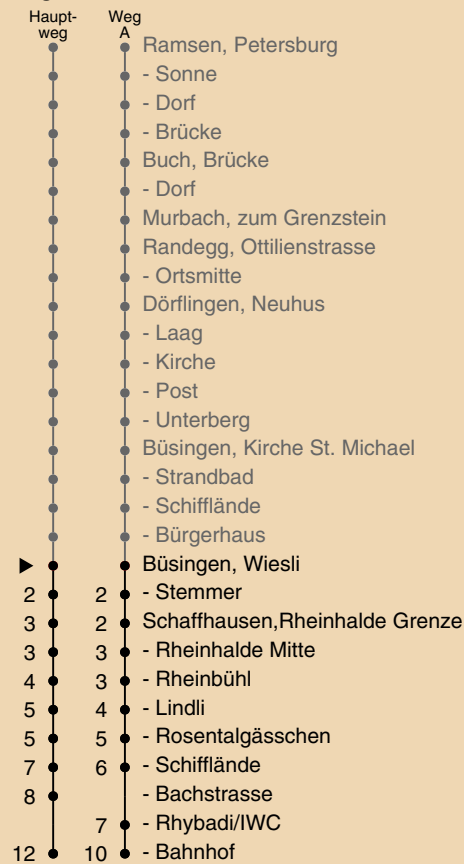 Haupt- Weg
weg A
Ramsen, Petersburg
- Sonne
- Dorf
- Brücke
Buch, Brücke
- Dorf
Murbach, zum Grenzstein
Randegg, Ottilienstrasse
- Ortsmitte
Dörflingen, Neuhus
- Laag
- Kirche
- Post
- Unterberg
Büsingen, Kirche St. Michael
- Strandbad
- Schifflände
- Bürgerhaus
Büsingen, Wiesli
2 2 - Stemmer
3 2 Schaffhausen,Rheinhalde Grenze
3 3 - Rheinhalde Mitte
4 3 - Rheinbühl
5 4 - Lindli
5 5 - Rosentalgässchen
7 6 - Schifflände
8 - Bachstrasse
7 - Rhybadi/IWC
12 10 - Bahnhof